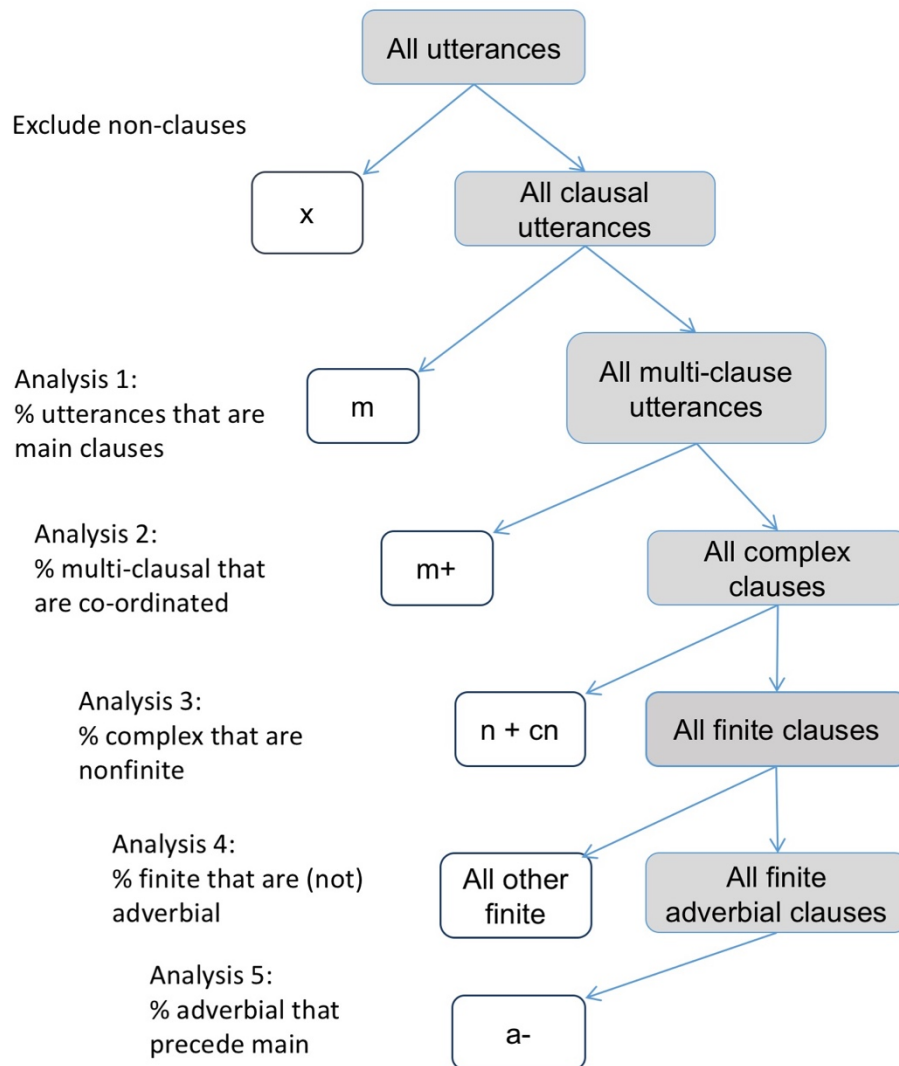 All utterances
Exclude non-clauses
x
All clausal
utterances
Analysis 1:
% utterances that are
main clauses
m
All multi-clause
utterances
Analysis 2:
% multi-clausal that
are co-ordinated
m+
All complex
clauses
Analysis 3:
% complex that are
nonfinite
n + cn
All finite clauses
Analysis 4:
% finite that are (not)
adverbial
All other
finite
All finite
adverbial clauses
Analysis 5:
% adverbial that
precede main
a-